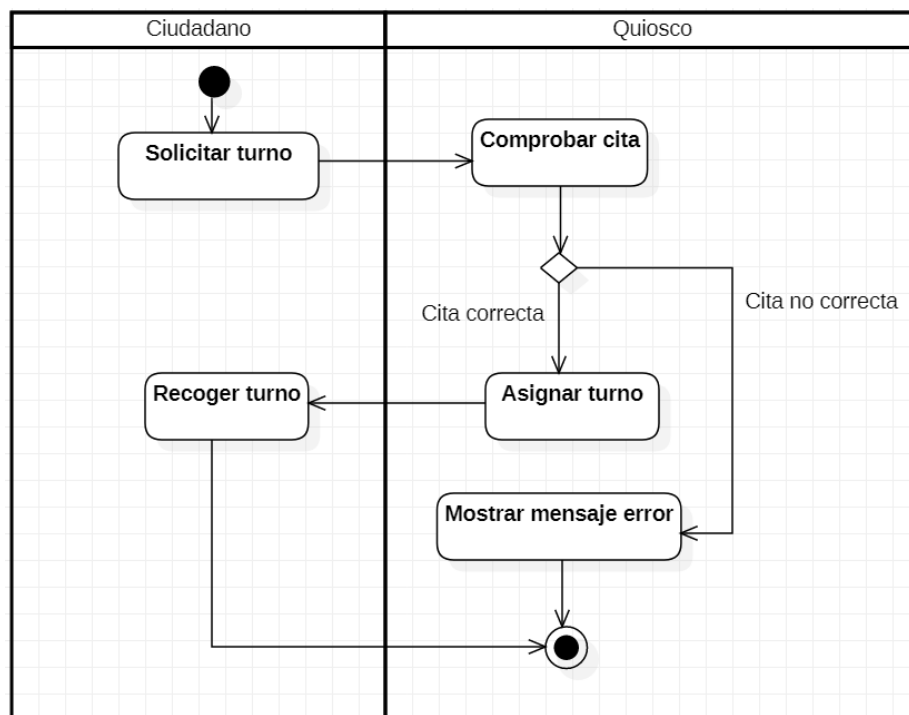 Ciudadano
Quiosco
Solicitar turno
Comprobar cita
Cita correcta
Cita no correcta
Recoger turno
Asignar turno
Mostrar mensaje error